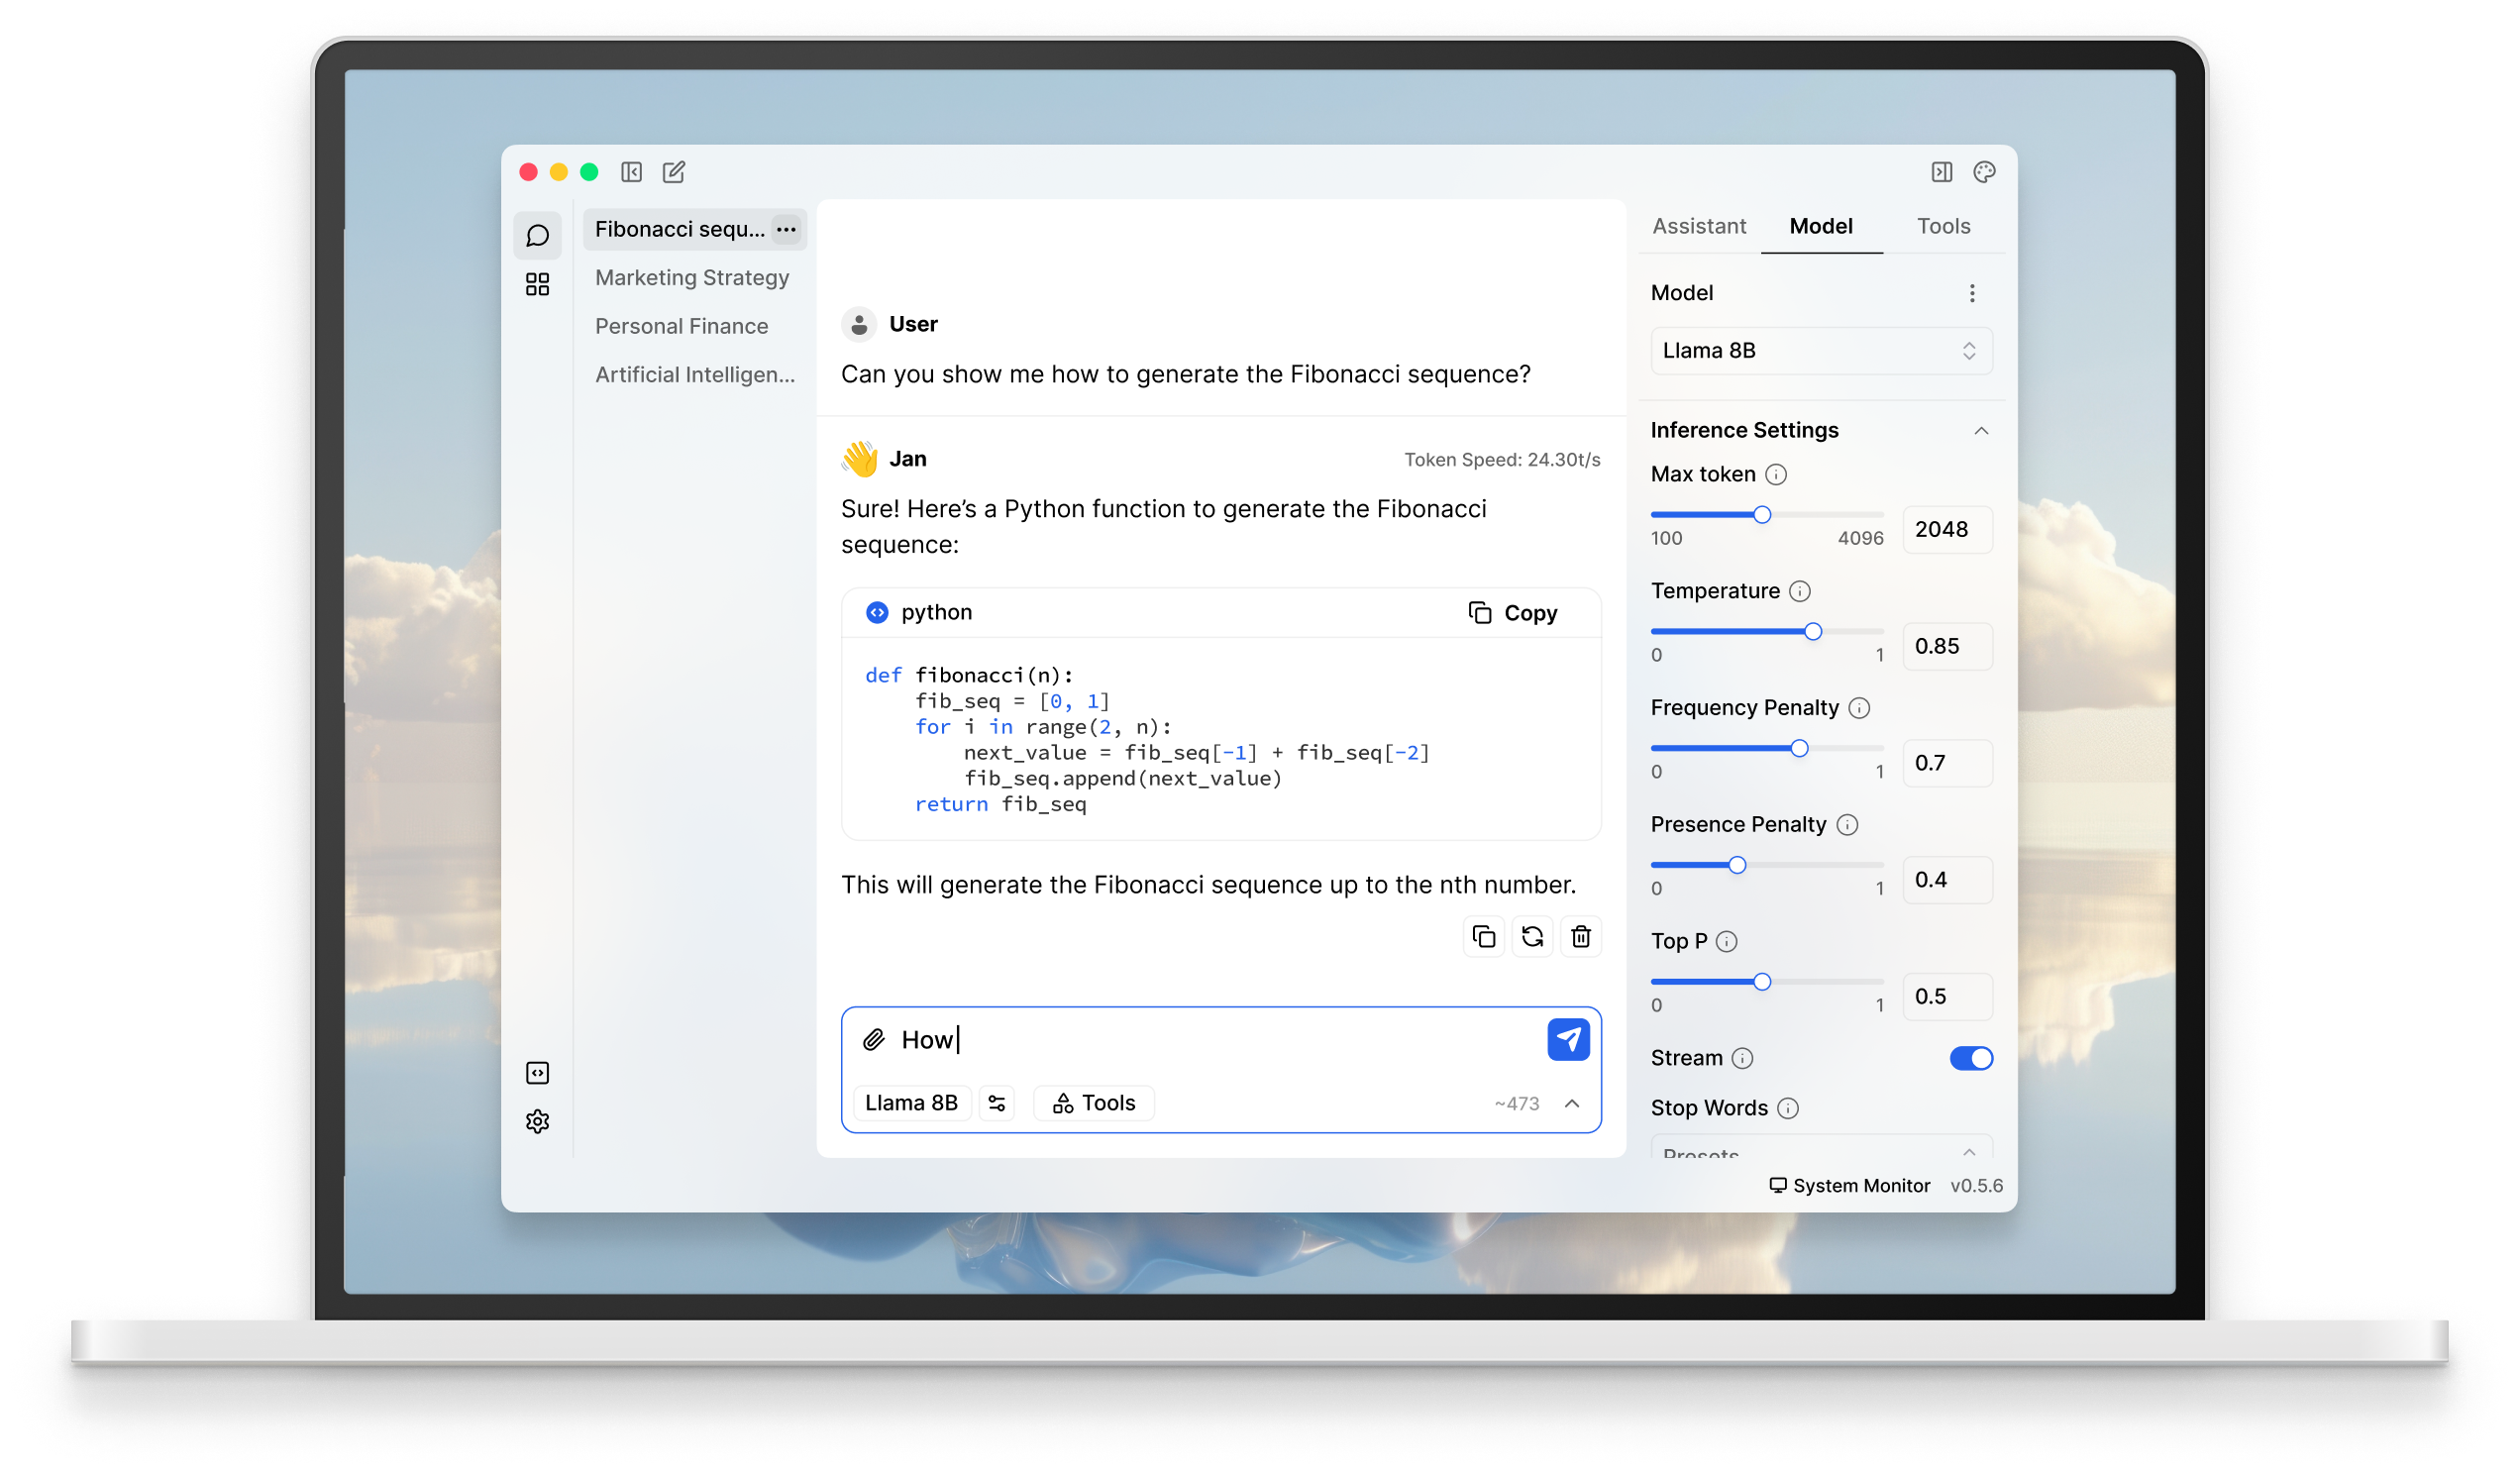 Fibonacci sequ...
Marketing Strategy
Personal Finance
Artificial Intelligen...
User
Can you show me how to generate the Fibonacci sequence?
Jan
Token Speed: 24.30t/s
Sure! Here’s a Python function to generate the Fibonacci
sequence:
python
Copy
def fibonacci(n):
    fib_seq = [0, 1]
    for i in range(2, n):
        next_value = fib_seq[-1] + fib_seq[-2]
        fib_seq.append(next_value)
    return fib_seq
This will generate the Fibonacci sequence up to the nth number.
How
Llama 8B
Tools
~473
Assistant Model Tools
Model
Llama 8B
Inference Settings
Max token
100 4096 2048
Temperature
0 1 0.85
Frequency Penalty
0 1 0.7
Presence Penalty
0 1 0.4
Top P
0 1 0.5
Stream
Stop Words
Presets
System Monitor v0.5.6